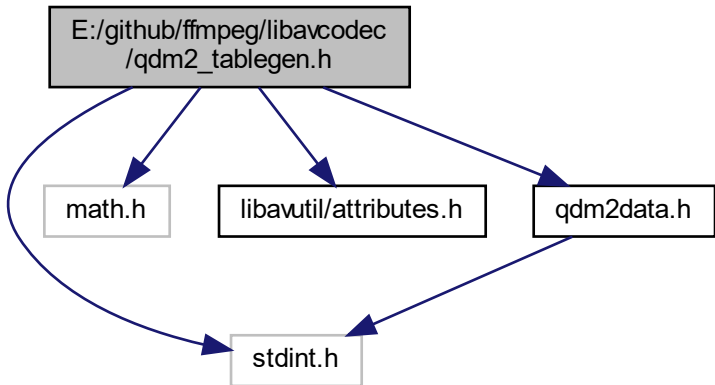 E:/github/ffmpeg/libavcodec
/qdm2_tablegen.h
math.h
libavutil/attributes.h
qdm2data.h
stdint.h